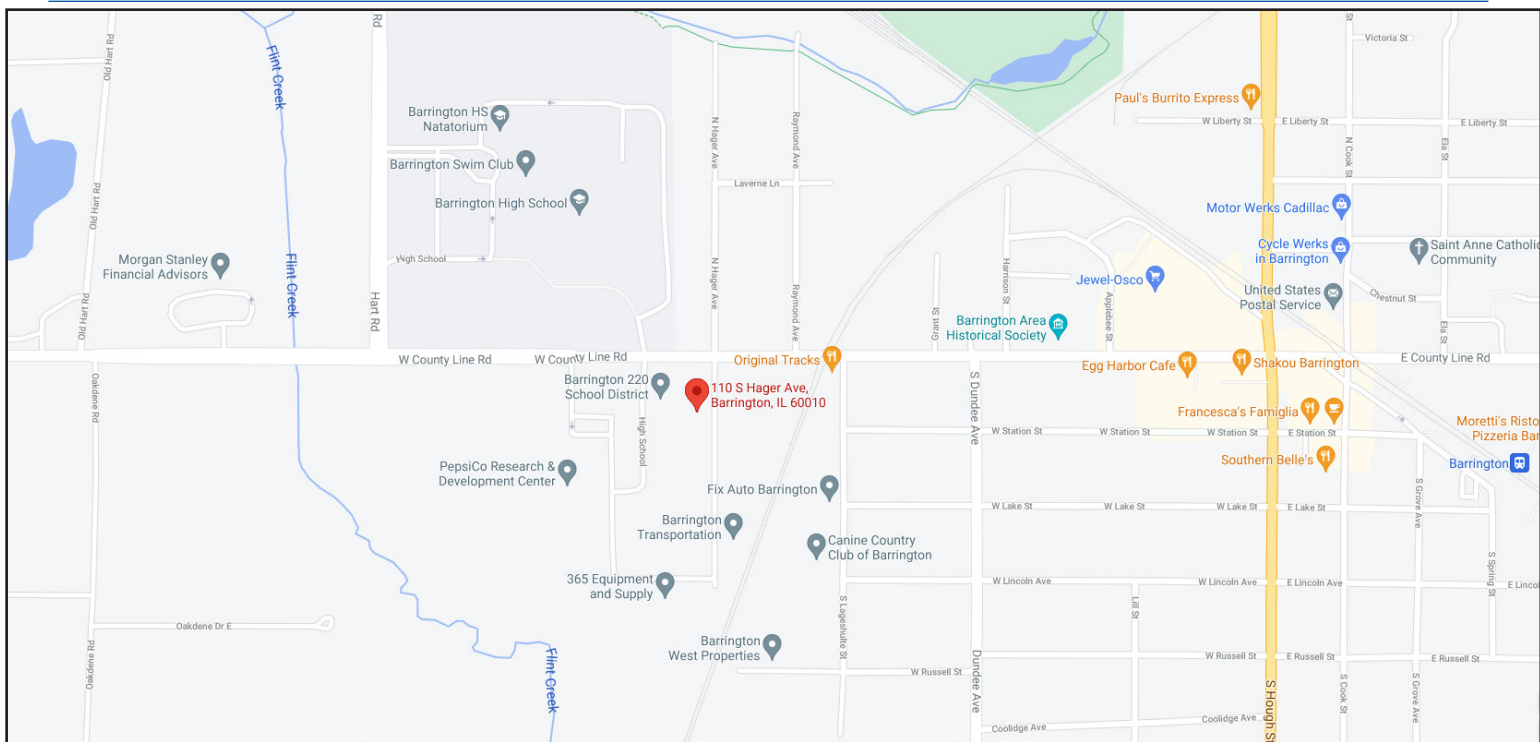 Rd
Old Hart Rd
Flint Creek
Barrington HS
Natatorium
Barrington Swim Club
Barrington High School
N Hager Ave
Raymond Ave
Laverne Ln
St
Victoria St
Paul's Burrito Express
W Liberty St
E Liberty St
E Liberty St
N Cook St
Ela St
Old Hart Rd
Motor Werks Cadillac
Cycle Werks
in Barrington
Saint Anne Catholic
Community
Morgan Stanley
Financial Advisors
Flint Creek
High School
N Hager Ave
Harrison St
Jewel-Osco
United States
Postal Service
Chestnut St
Old Hart Rd
Hart Rd
Raymond Ave
Grant St
Applebee St
Barrington Area
Historical Society
Ela St
W County Line Rd
W County Line Rd
Original Tracks
Egg Harbor Cafe
Shakou Barrington
E County Line Rd
Oakdene Rd
Barrington 220
School District
110 S Hager Ave,
Barrington, IL 60010
S Dundee Ave
Francesca's Famiglia
Moretti's Risto
Pizzeria Bar
High School
W Station St
W Station St
W Station St
E Station St
Southern Belle's
Barrington
PepsiCo Research &
Development Center
Fix Auto Barrington
S Grove Ave
W Lake St
W Lake St
W Lake St
E Lake St
Barrington
Transportation
Canine Country
Club of Barrington
365 Equipment
and Supply
W Lincoln Ave
W Lincoln Ave
E Lincoln Ave
E Lincol
S Spring St
Lill St
S Lageshulte St
Oakdene Dr E
Oakdene Rd
Flint Creek
Barrington
West Properties
Dundee Ave
W Russell St
W Russell St
E Russell St
E Russell St
S Hough St
S Cook St
S Grove Ave
Coolidge Ave
Coolidge Ave